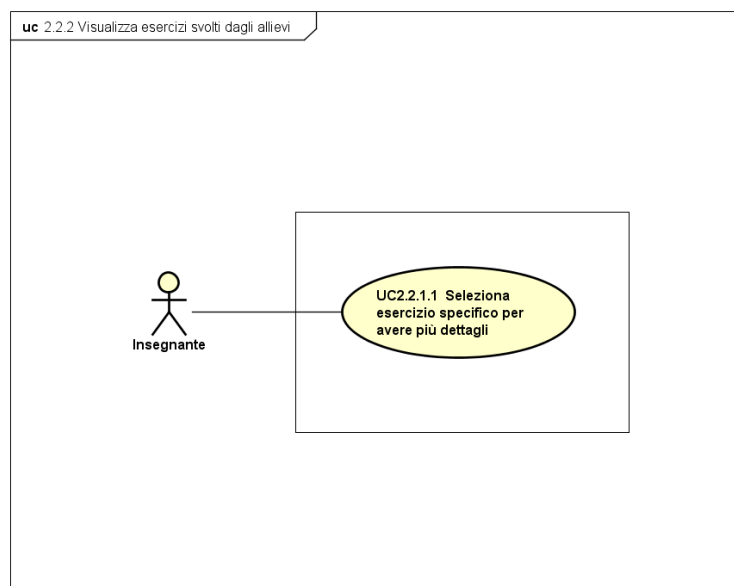 uc 2.2.2 Visualizza esercizi svolti dagli allievi
UC2.2.1.1 Seleziona
esercizio specifico per
avere più dettagli
Insegnante